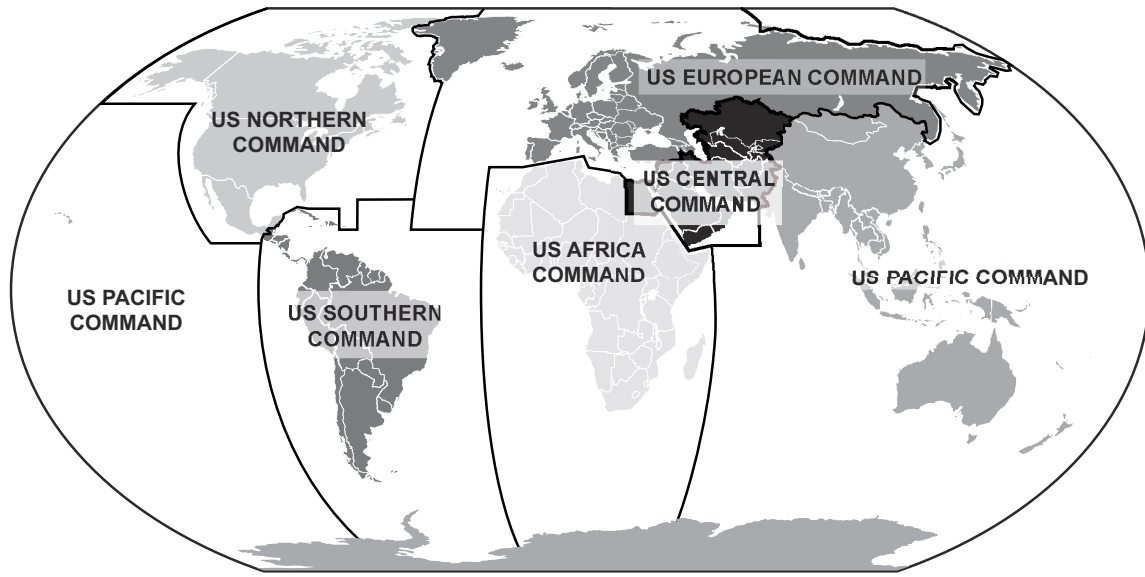 US EUROPEAN COMMAND
US NORTHERN
COMMAND
US CENTRAL
COMMAND
US AFRICA
COMMAND
US PACIFIC COMMAND
US PACIFIC
COMMAND
US SOUTHERN
COMMAND